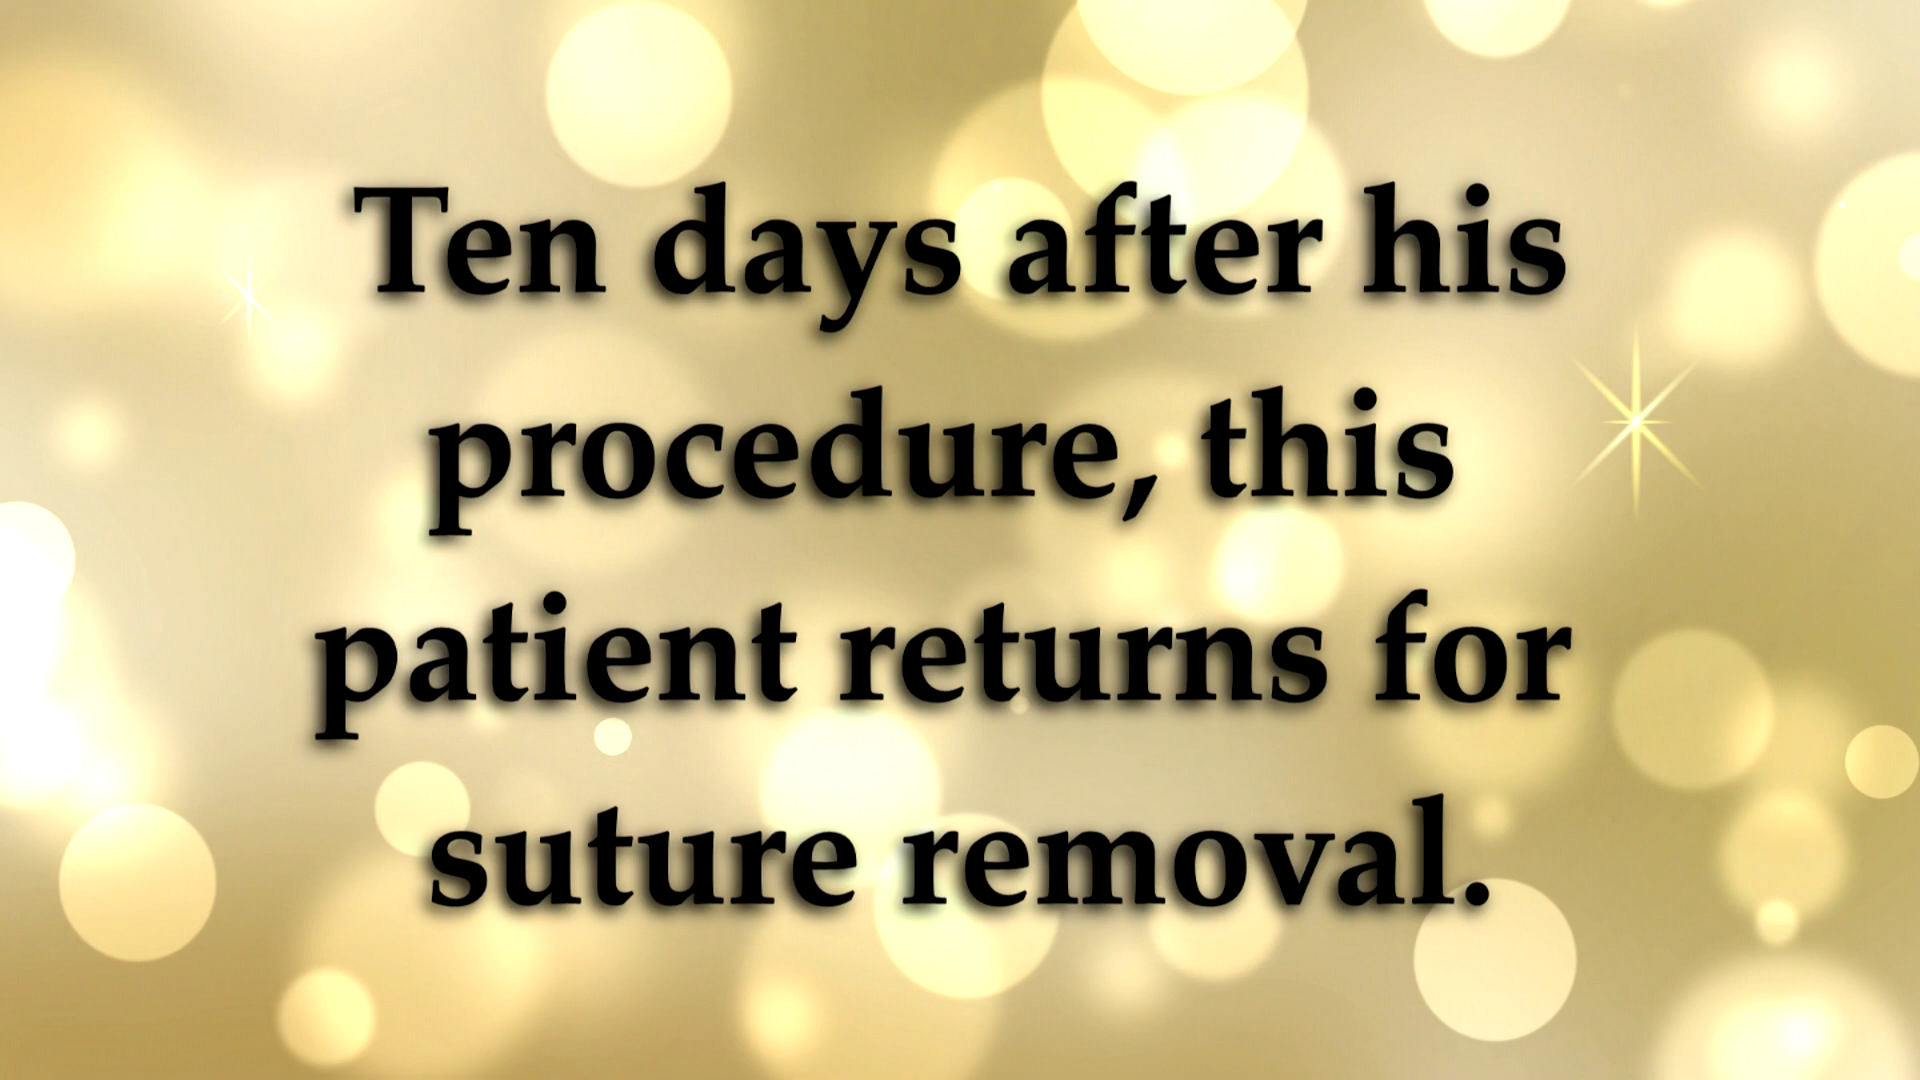 Ten days after his
procedure, this
patient returns for
suture removal.